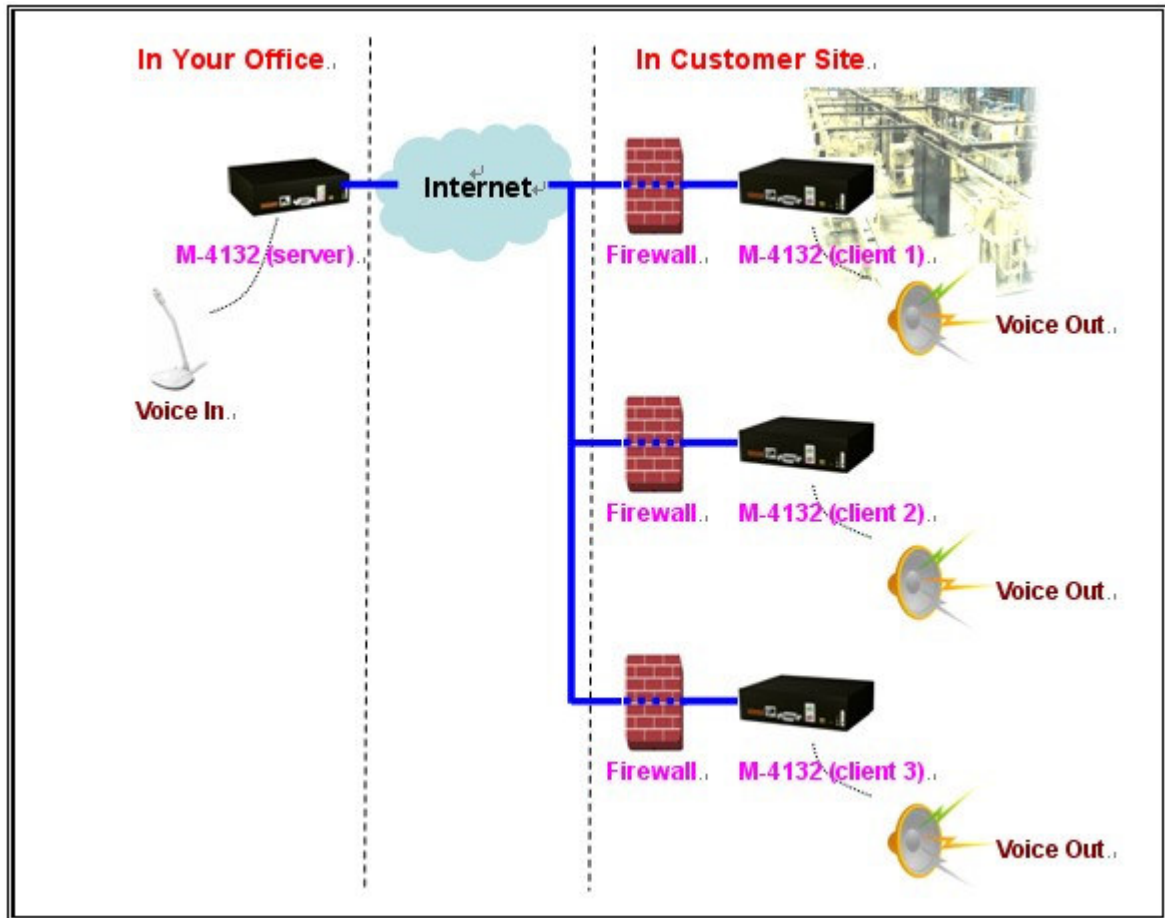 In Your Office
In Customer Site
Internet
M-4132 (server)
Firewall
M-4132 (client 1)
Voice In
Voice Out
Firewall
M-4132 (client 2)
Voice Out
Firewall
M-4132 (client 3)
Voice Out